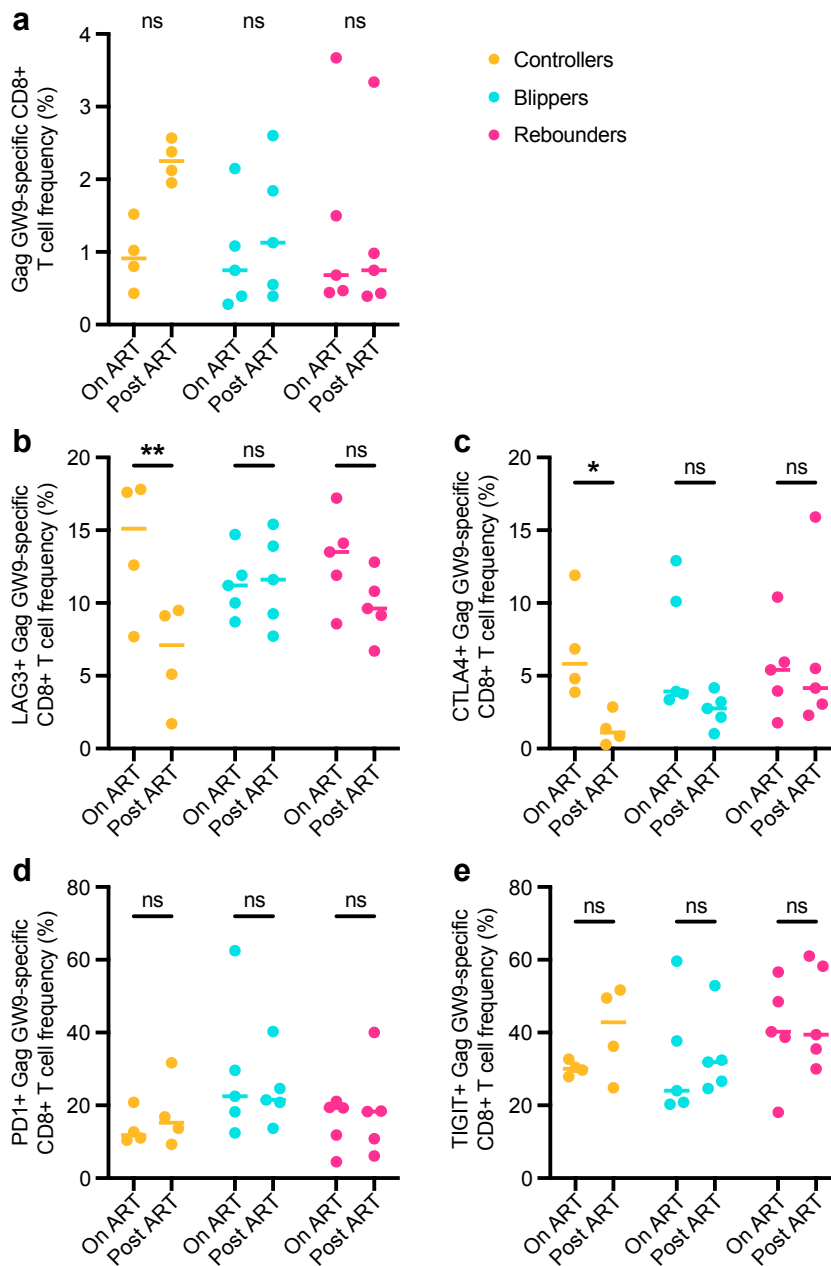 a
ns ns ns
Gag GW9-specific CD8+
T cell frequency (%)
4
3
2
1
0
On ART Post ART On ART Post ART On ART Post ART
Controllers
Blippers
Rebounders
b
** ns ns
LAG3+ Gag GW9-specific
CD8+ T cell frequency (%)
20
15
10
5
0
On ART Post ART On ART Post ART On ART Post ART
c
* ns ns
CTLA4+ Gag GW9-specific
CD8+ T cell frequency (%)
20
15
10
5
0
On ART Post ART On ART Post ART On ART Post ART
d
ns ns ns
PD1+ Gag GW9-specific
CD8+ T cell frequency (%)
80
60
40
20
0
On ART Post ART On ART Post ART On ART Post ART
e
ns ns ns
TIGIT+ Gag GW9-specific
CD8+ T cell frequency (%)
80
60
40
20
0
On ART Post ART On ART Post ART On ART Post ART